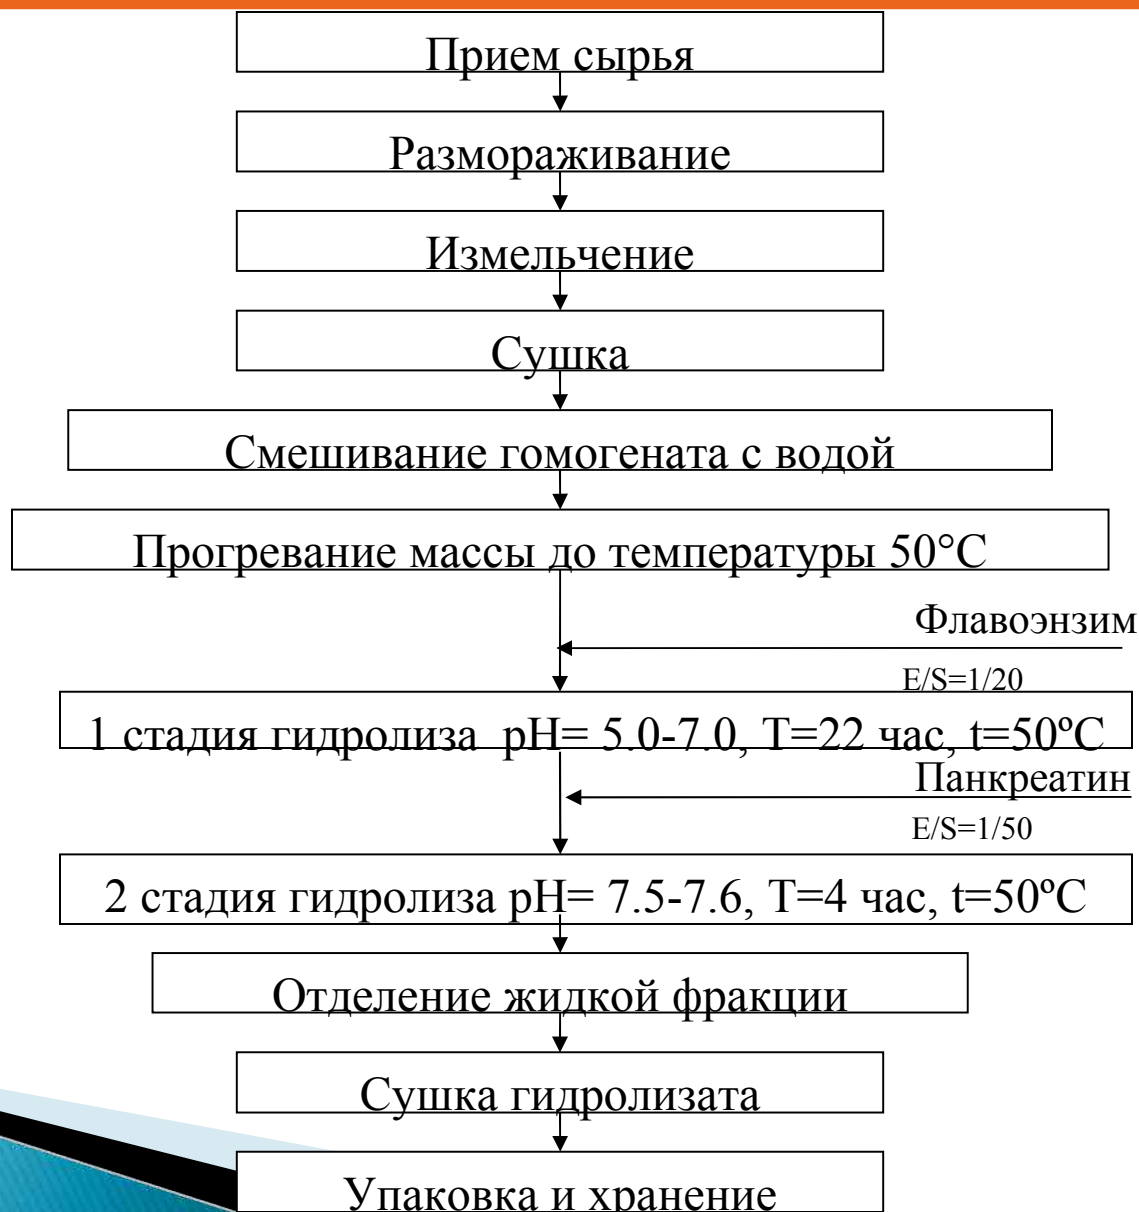 Прием сырья
Размораживание
Измельчение
Сушка
Смешивание гомогената с водой
Прогревание массы до температуры 50°С
Флавоэнзим
E/S=1/20
1 стадия гидролиза pH= 5.0-7.0, T=22 час, t=50ºC
Панкреатин
E/S=1/50
2 стадия гидролиза pH= 7.5-7.6, T=4 час, t=50ºC
Отделение жидкой фракции
Сушка гидролизата
Упаковка и хранение